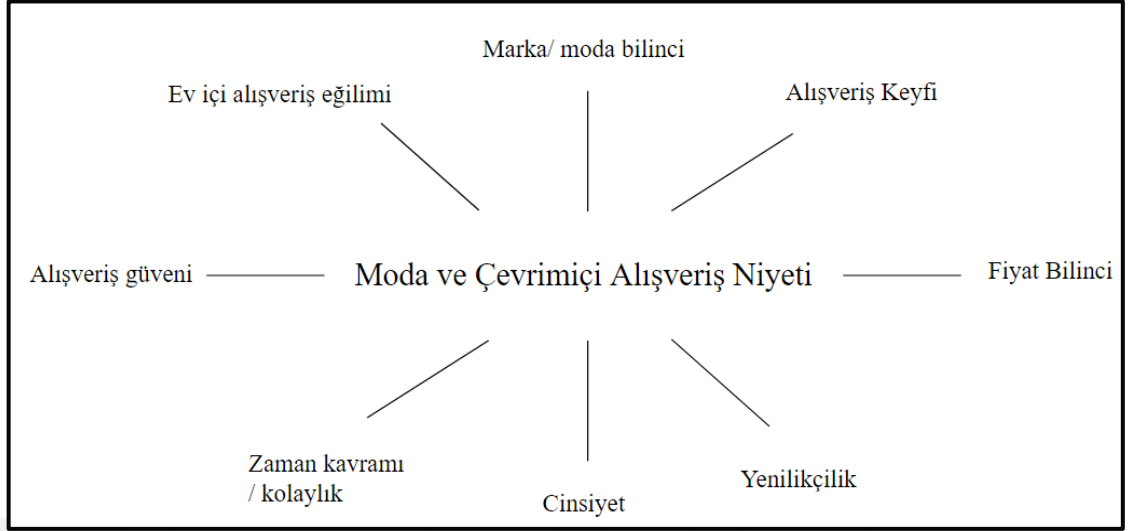 Marka/ moda bilinci
Ev içi alışveriş eğilimi
Alışveriş Keyfi
Alışveriş güveni
Moda ve Çevrimiçi Alışveriş Niyeti
Fiyat Bilinci
Zaman kavramı
/ kolaylık
Cinsiyet
Yenilikçilik